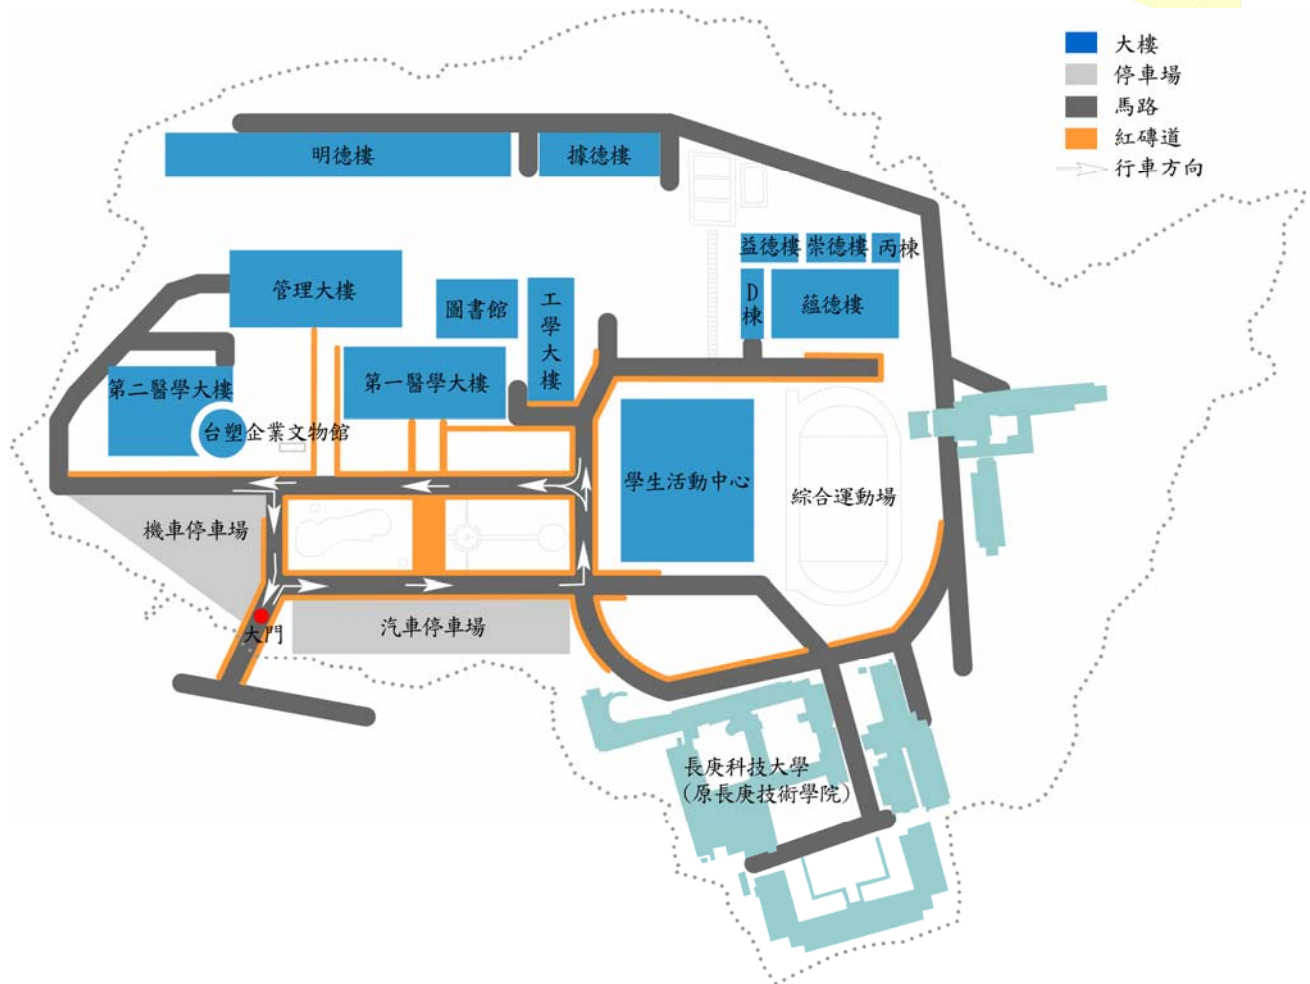 大樓
停車場
馬路
紅磚道
行車方向
明德樓
據德樓
益德樓
崇德樓
丙棟
管理大樓
圖書館
工學大樓
D棟
蘊德樓
第二醫學大樓
第一醫學大樓
台塑企業文物館
學生活動中心
綜合運動場
機車停車場
大門
汽車停車場
長庚科技大學
(原長庚技術學院)